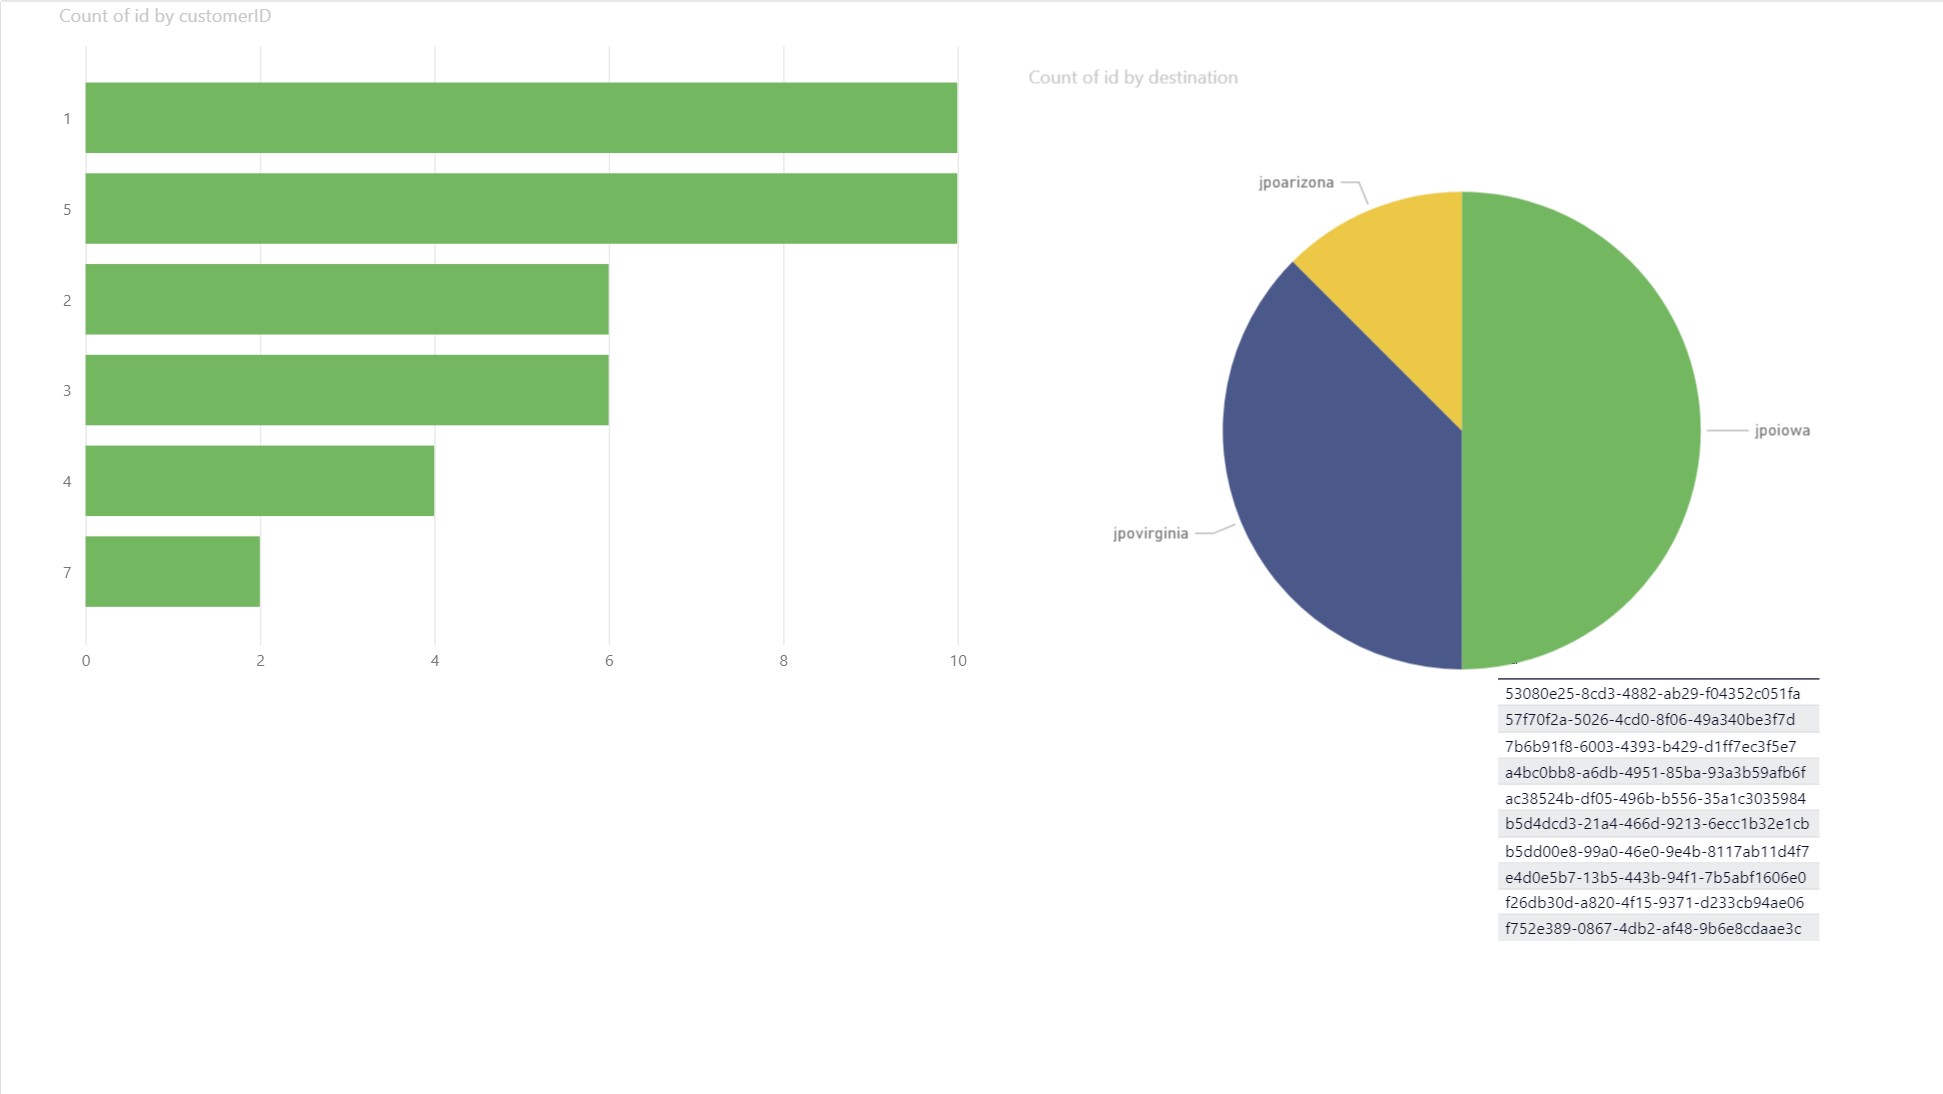 Count of id by customerID
1
5
2
3
4
7
0 2 4 6 8 10
Count of id by destination
jpoarizona
jpoiowa
jpovirginia
53080e25-8cd3-4882-ab29-f04352c051fa
57f70f2a-5026-4cd0-8f06-49a340be3f7d
7b6b91f8-6003-4393-b429-d1ff7ec3f5e7
a4bc0bb8-a6db-4951-85ba-93a3b59afb6f
ac38524b-df05-496b-b556-35a1c3035984
b5d4dcd3-21a4-466d-9213-6ecc1b32e1cb
b5dd00e8-99a0-46e0-9e4b-8117ab11d4f7
e4d0e5b7-13b5-443b-94f1-7b5abf1606e0
f26db30d-a820-4f15-9371-d233cb94ae06
f752e389-0867-4db2-af48-9b6e8cdaae3c